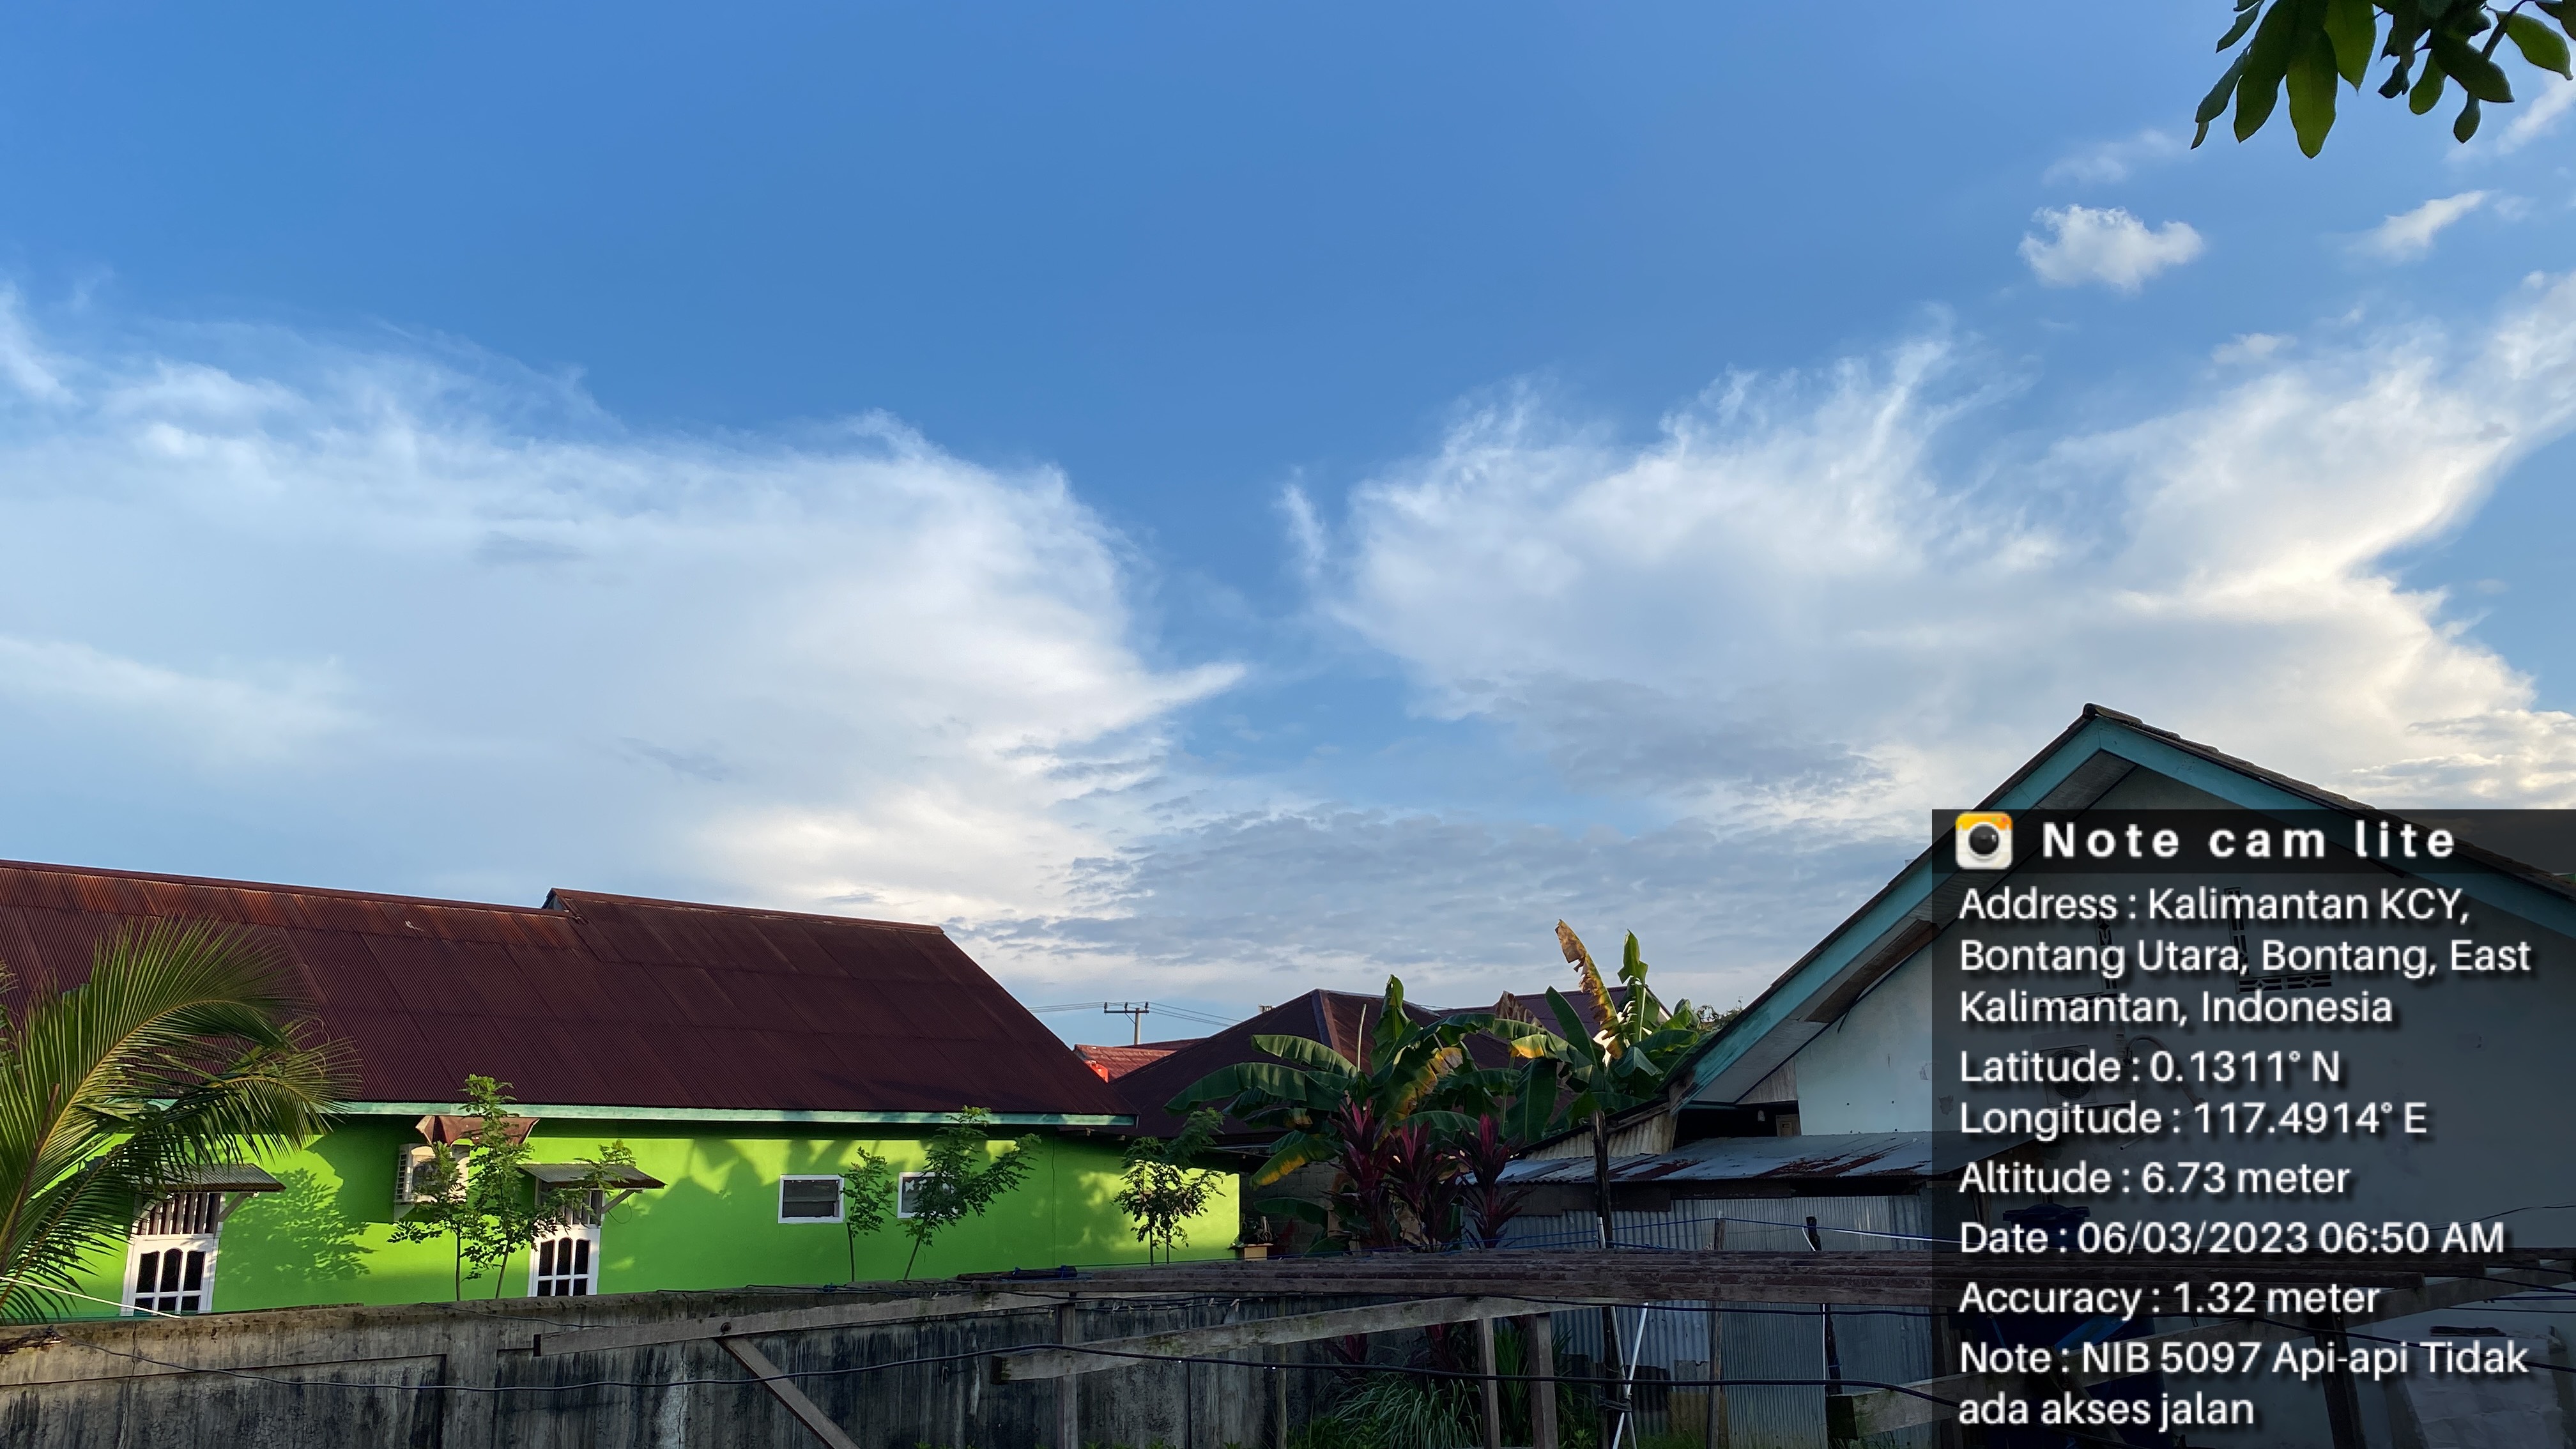 Note cam lite
Address : Kalimantan KCY,
Bontang Utara, Bontang, East
Kalimantan, Indonesia
Latitude : 0.1311° N
Longitude : 117.4914° E
Altitude : 6.73 meter
Date : 06/03/2023 06:50 AM
Accuracy : 1.32 meter
Note : NIB 5097 Api-api Tidak
ada akses jalan